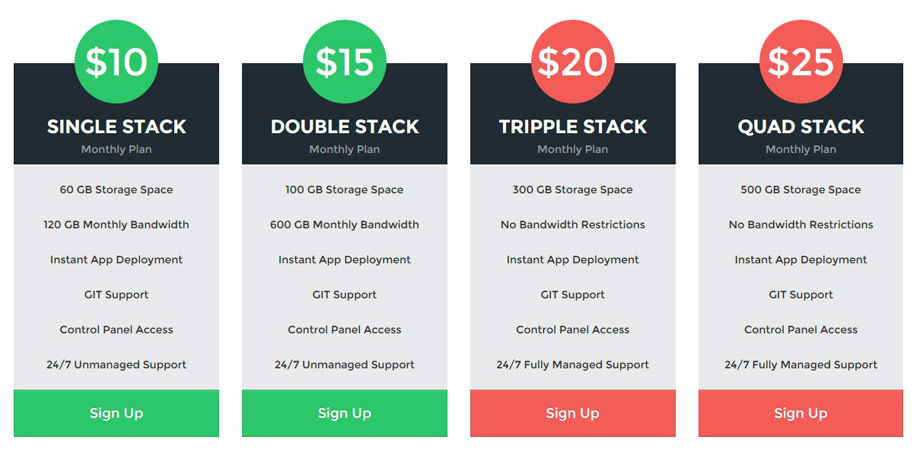 $10
SINGLE STACK
Monthly Plan
60 GB Storage Space
120 GB Monthly Bandwidth
Instant App Deployment
GIT Support
Control Panel Access
24/7 Unmanaged Support
Sign Up
$15
DOUBLE STACK
Monthly Plan
100 GB Storage Space
600 GB Monthly Bandwidth
Instant App Deployment
GIT Support
Control Panel Access
24/7 Unmanaged Support
Sign Up
$20
TRIPPLE STACK
Monthly Plan
300 GB Storage Space
No Bandwidth Restrictions
Instant App Deployment
GIT Support
Control Panel Access
24/7 Fully Managed Support
Sign Up
$25
QUAD STACK
Monthly Plan
500 GB Storage Space
No Bandwidth Restrictions
Instant App Deployment
GIT Support
Control Panel Access
24/7 Fully Managed Support
Sign Up